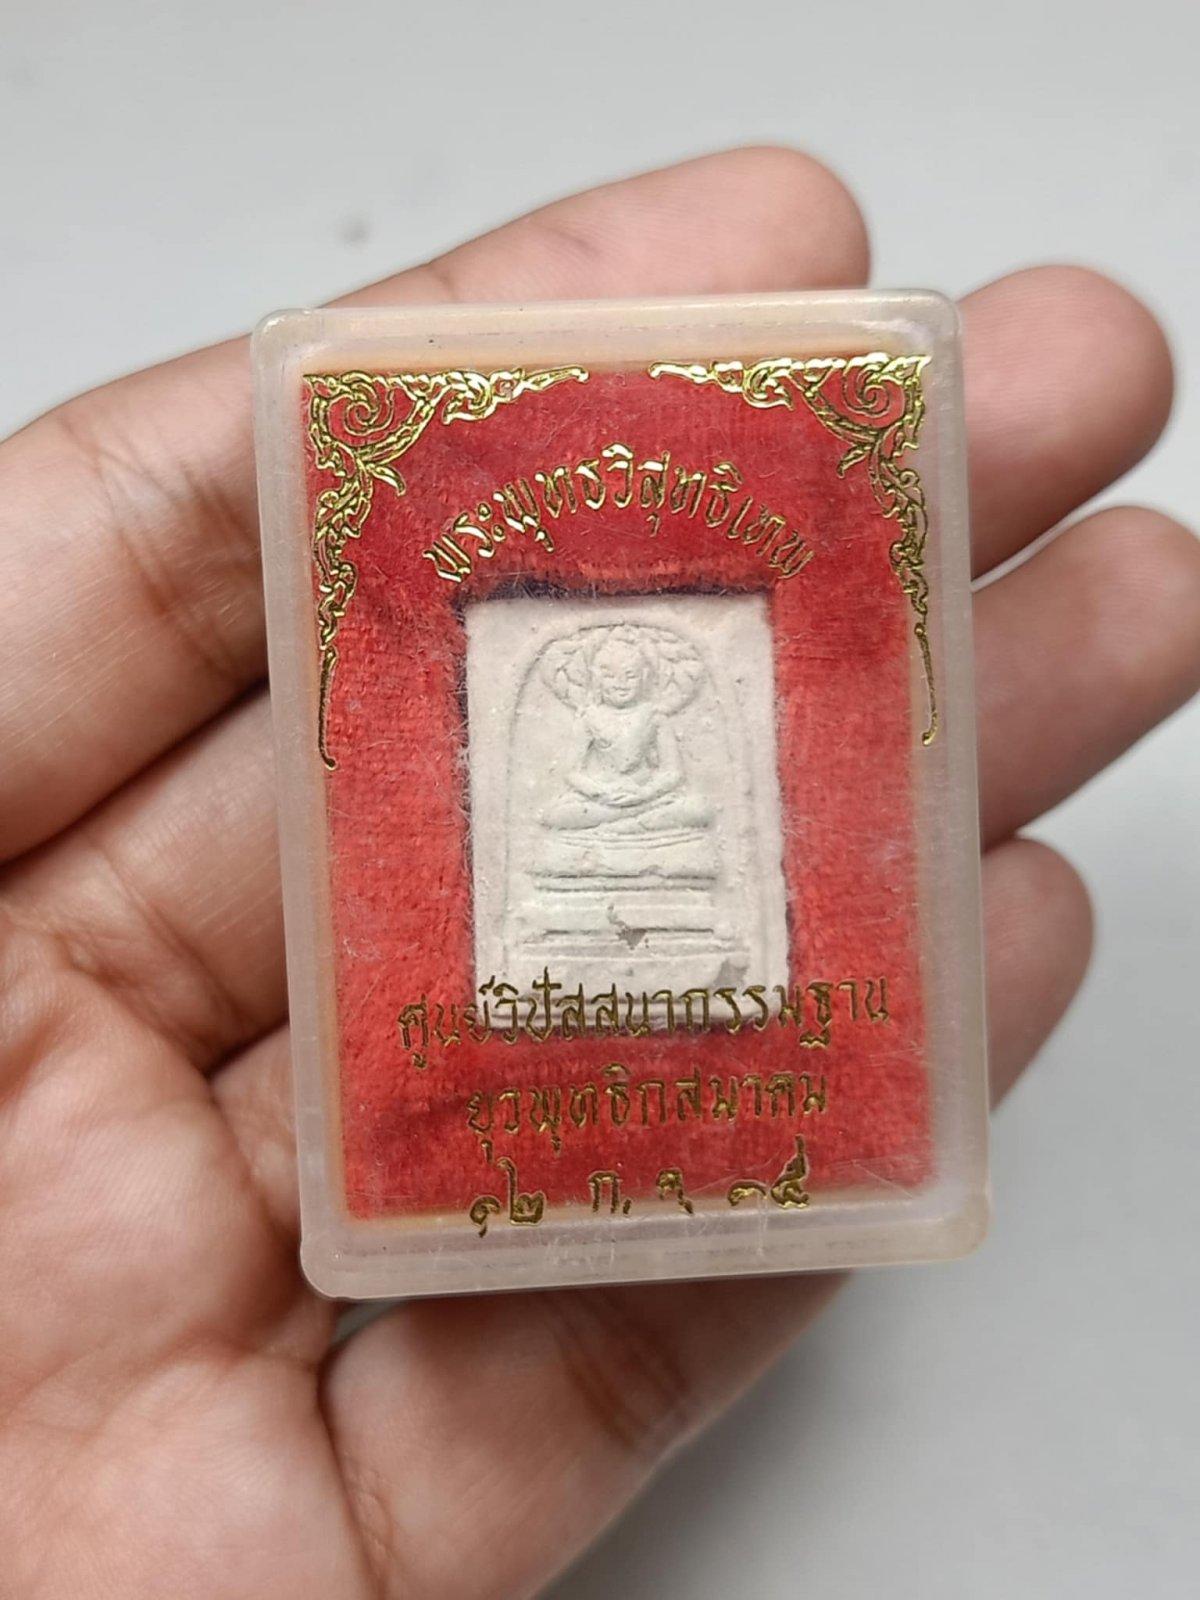 พระพุทธวิสุทธิเทพ
ศูนย์วิปัสสนากรรมฐาน
ยุวพุทธิกสมาคม
๑๒ ก.ค ๓๕